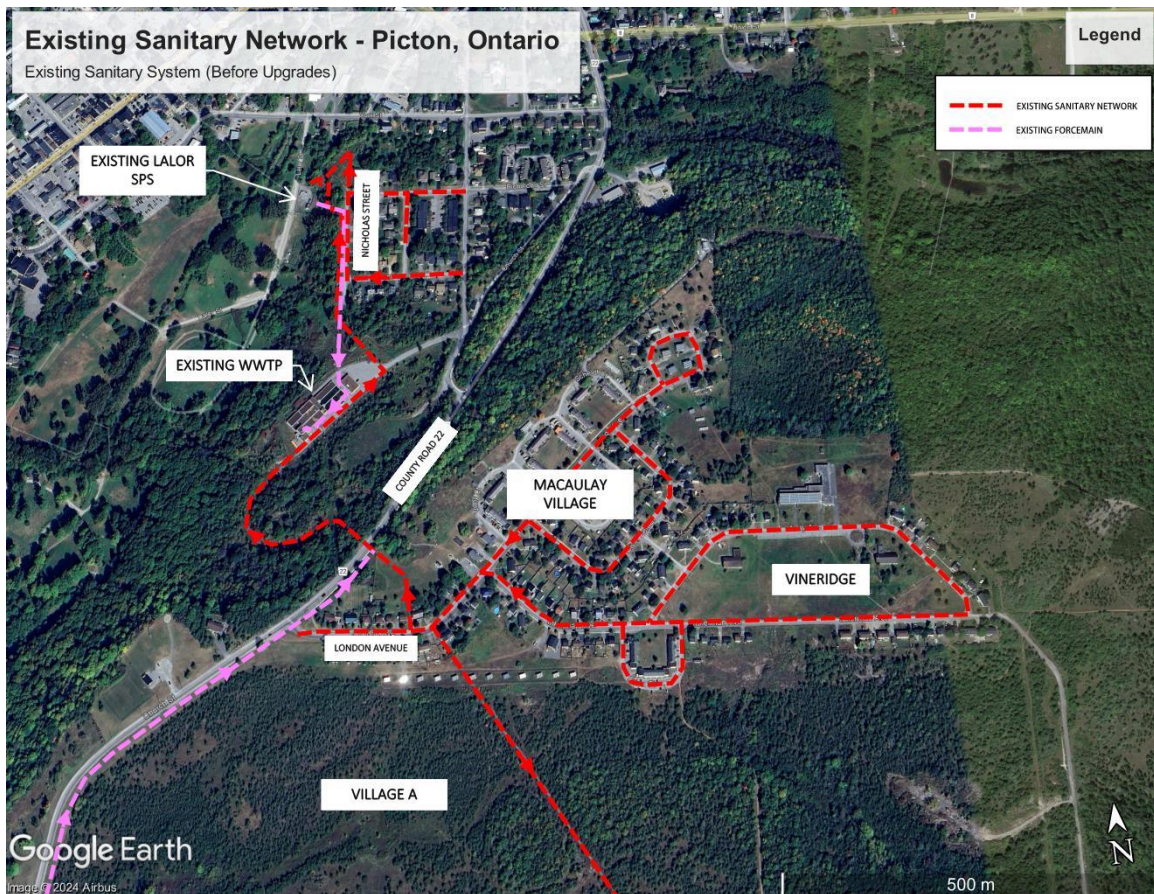 Existing Sanitary Network - Picton, Ontario
Existing Sanitary System (Before Upgrades)
Legend
EXISTING SANITARY NETWORK
EXISTING FORCEMAIN
EXISTING LALOR
SPS
NICHOLAS STREET
EXISTING WWTP
COUNTY ROAD 22
MACAULAY
VILLAGE
VINERIDGE
LONDON AVENUE
VILLAGE A
22
8
N
Google Earth
Image © 2024 Airbus
500 m